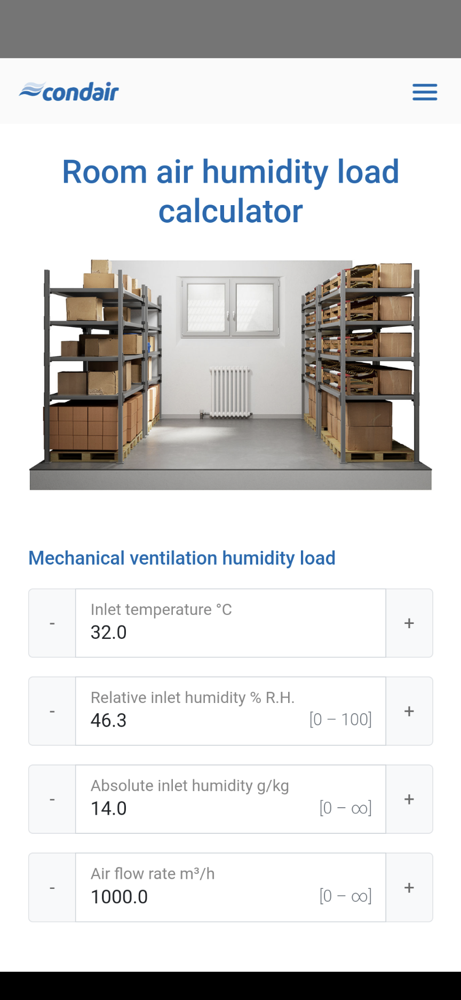 condair
Room air humidity load
calculator
Mechanical ventilation humidity load
-
Inlet temperature °C
32.0
+
-
Relative inlet humidity % R.H.
46.3
[0 – 100]
+
-
Absolute inlet humidity g/kg
14.0
[0 – ∞]
+
-
Air flow rate m³/h
1000.0
[0 – ∞]
+